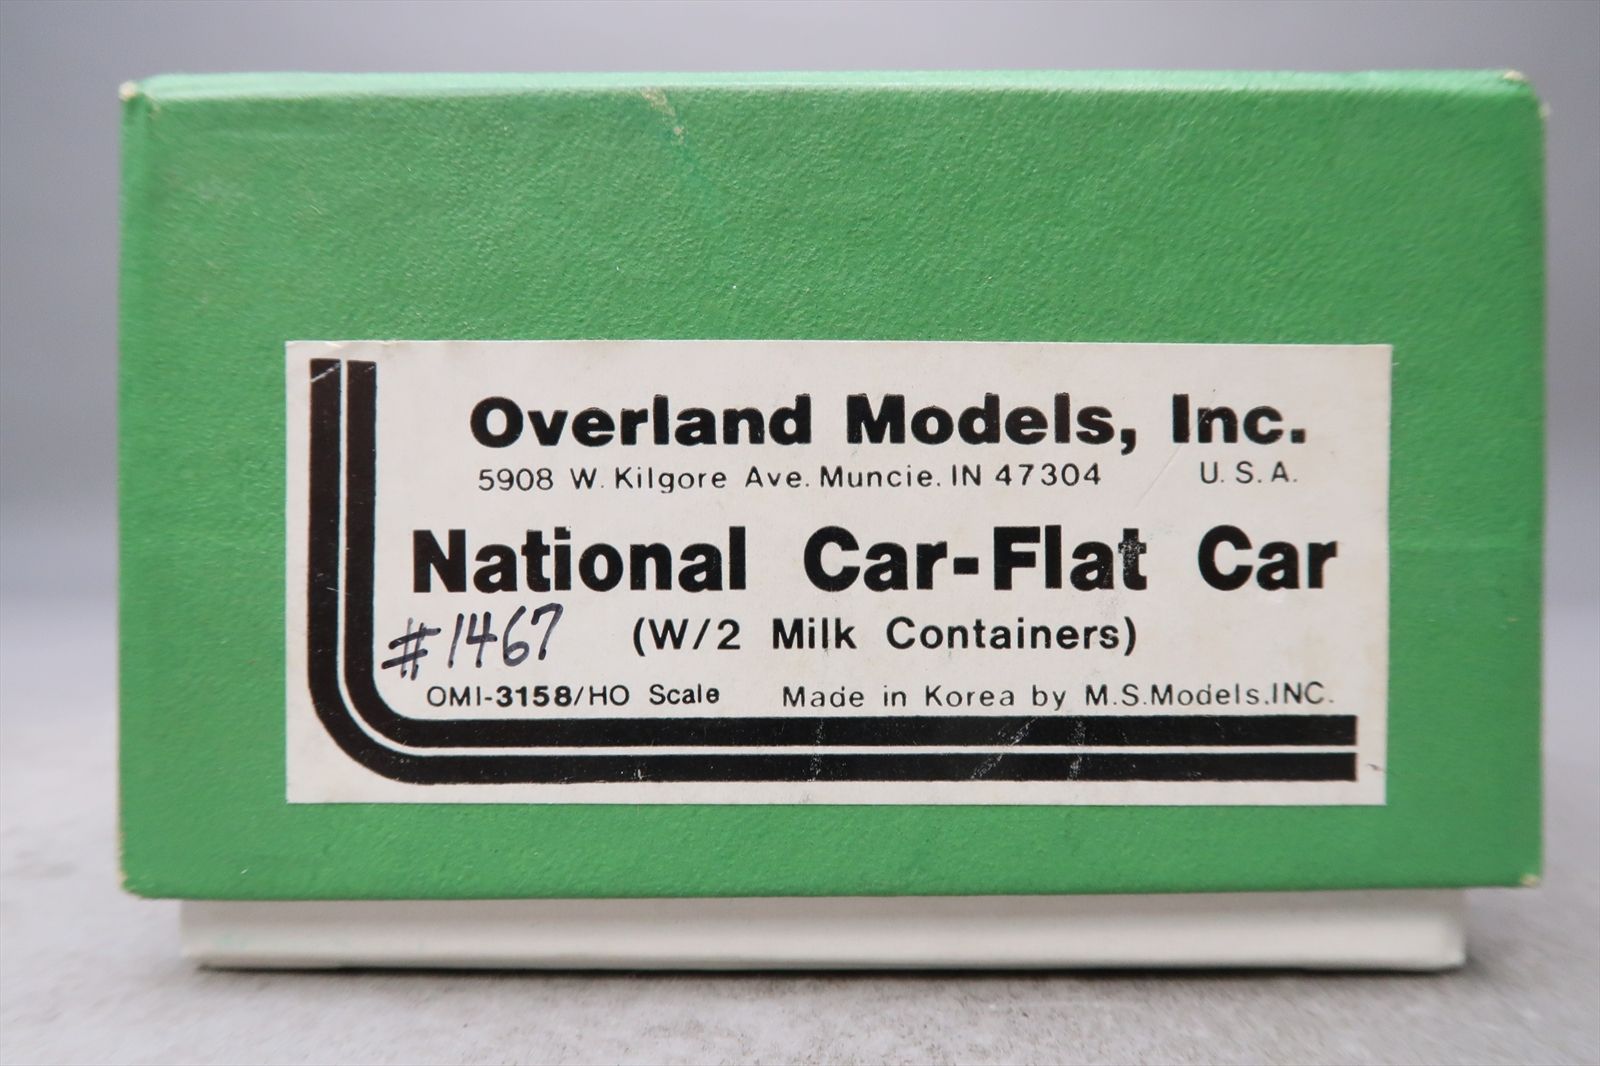 Overland Models, Inc.
5908 W. Kilgore Ave. Muncie. IN 47304 U. S. A.
National Car-Flat Car
#1467 (W/2 Milk Containers)
OMI-3158/HO Scale Made in Korea by M.S.Models.INC.